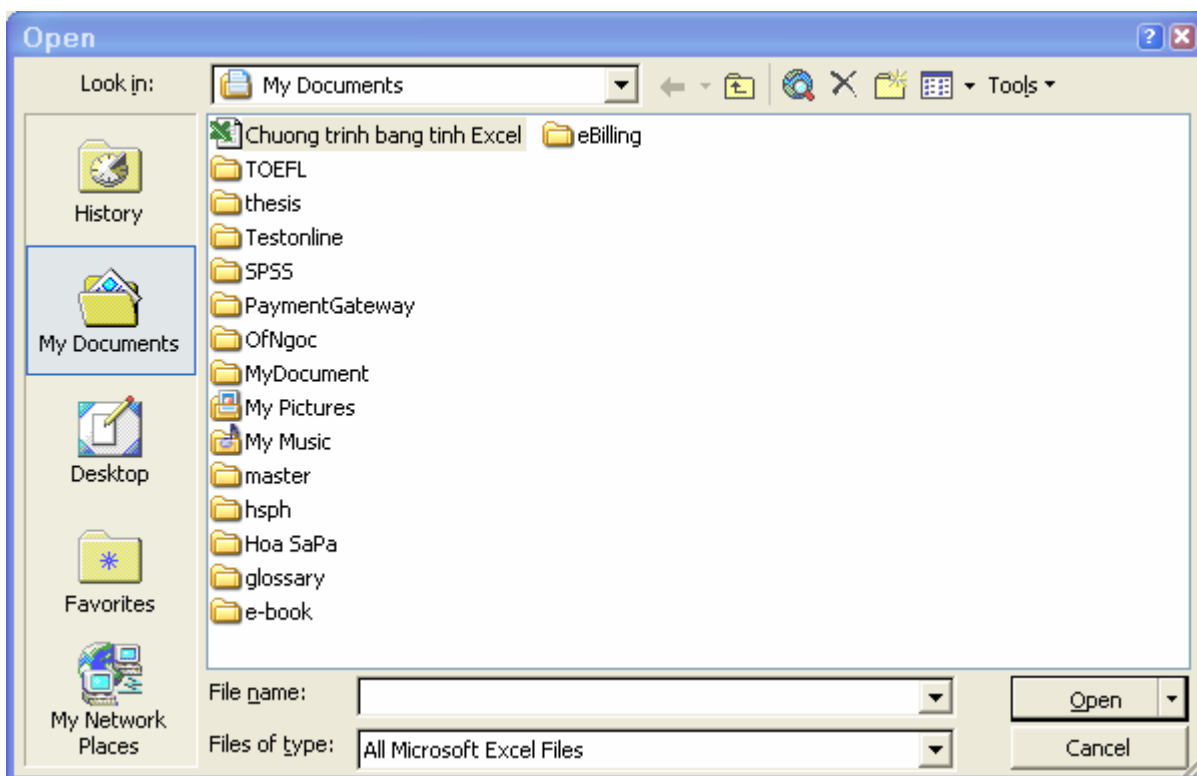 Open
Look in:
My Documents
Tools
Chuong trinh bang tinh Excel
eBilling
TOEFL
thesis
Testonline
SPSS
PaymentGateway
OfNgoc
MyDocument
My Pictures
My Music
master
hsph
Hoa SaPa
glossary
e-book
History
My Documents
Desktop
Favorites
My Network
Places
File name:
Open
Files of type:
All Microsoft Excel Files
Cancel